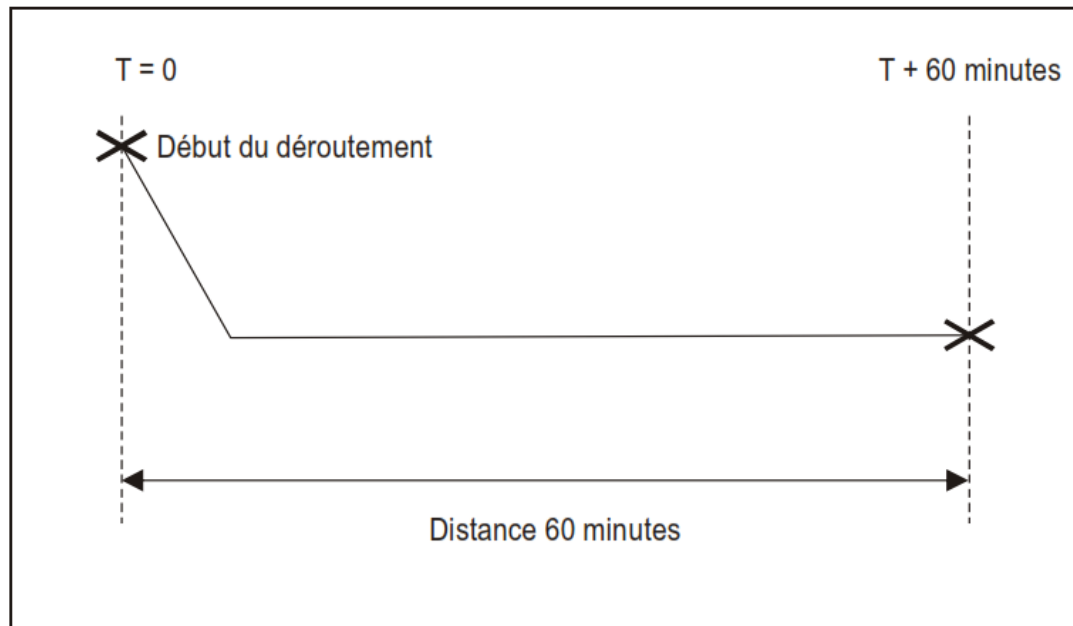 T = 0
T + 60 minutes
Début du déroutement
Distance 60 minutes